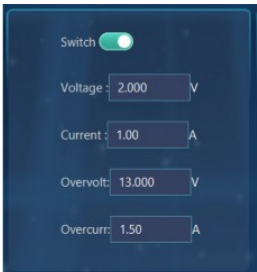 Switch
Voltage : 2.000 V
Current : 1.00 A
Overvolt: 13.000 V
Overcurr: 1.50 A